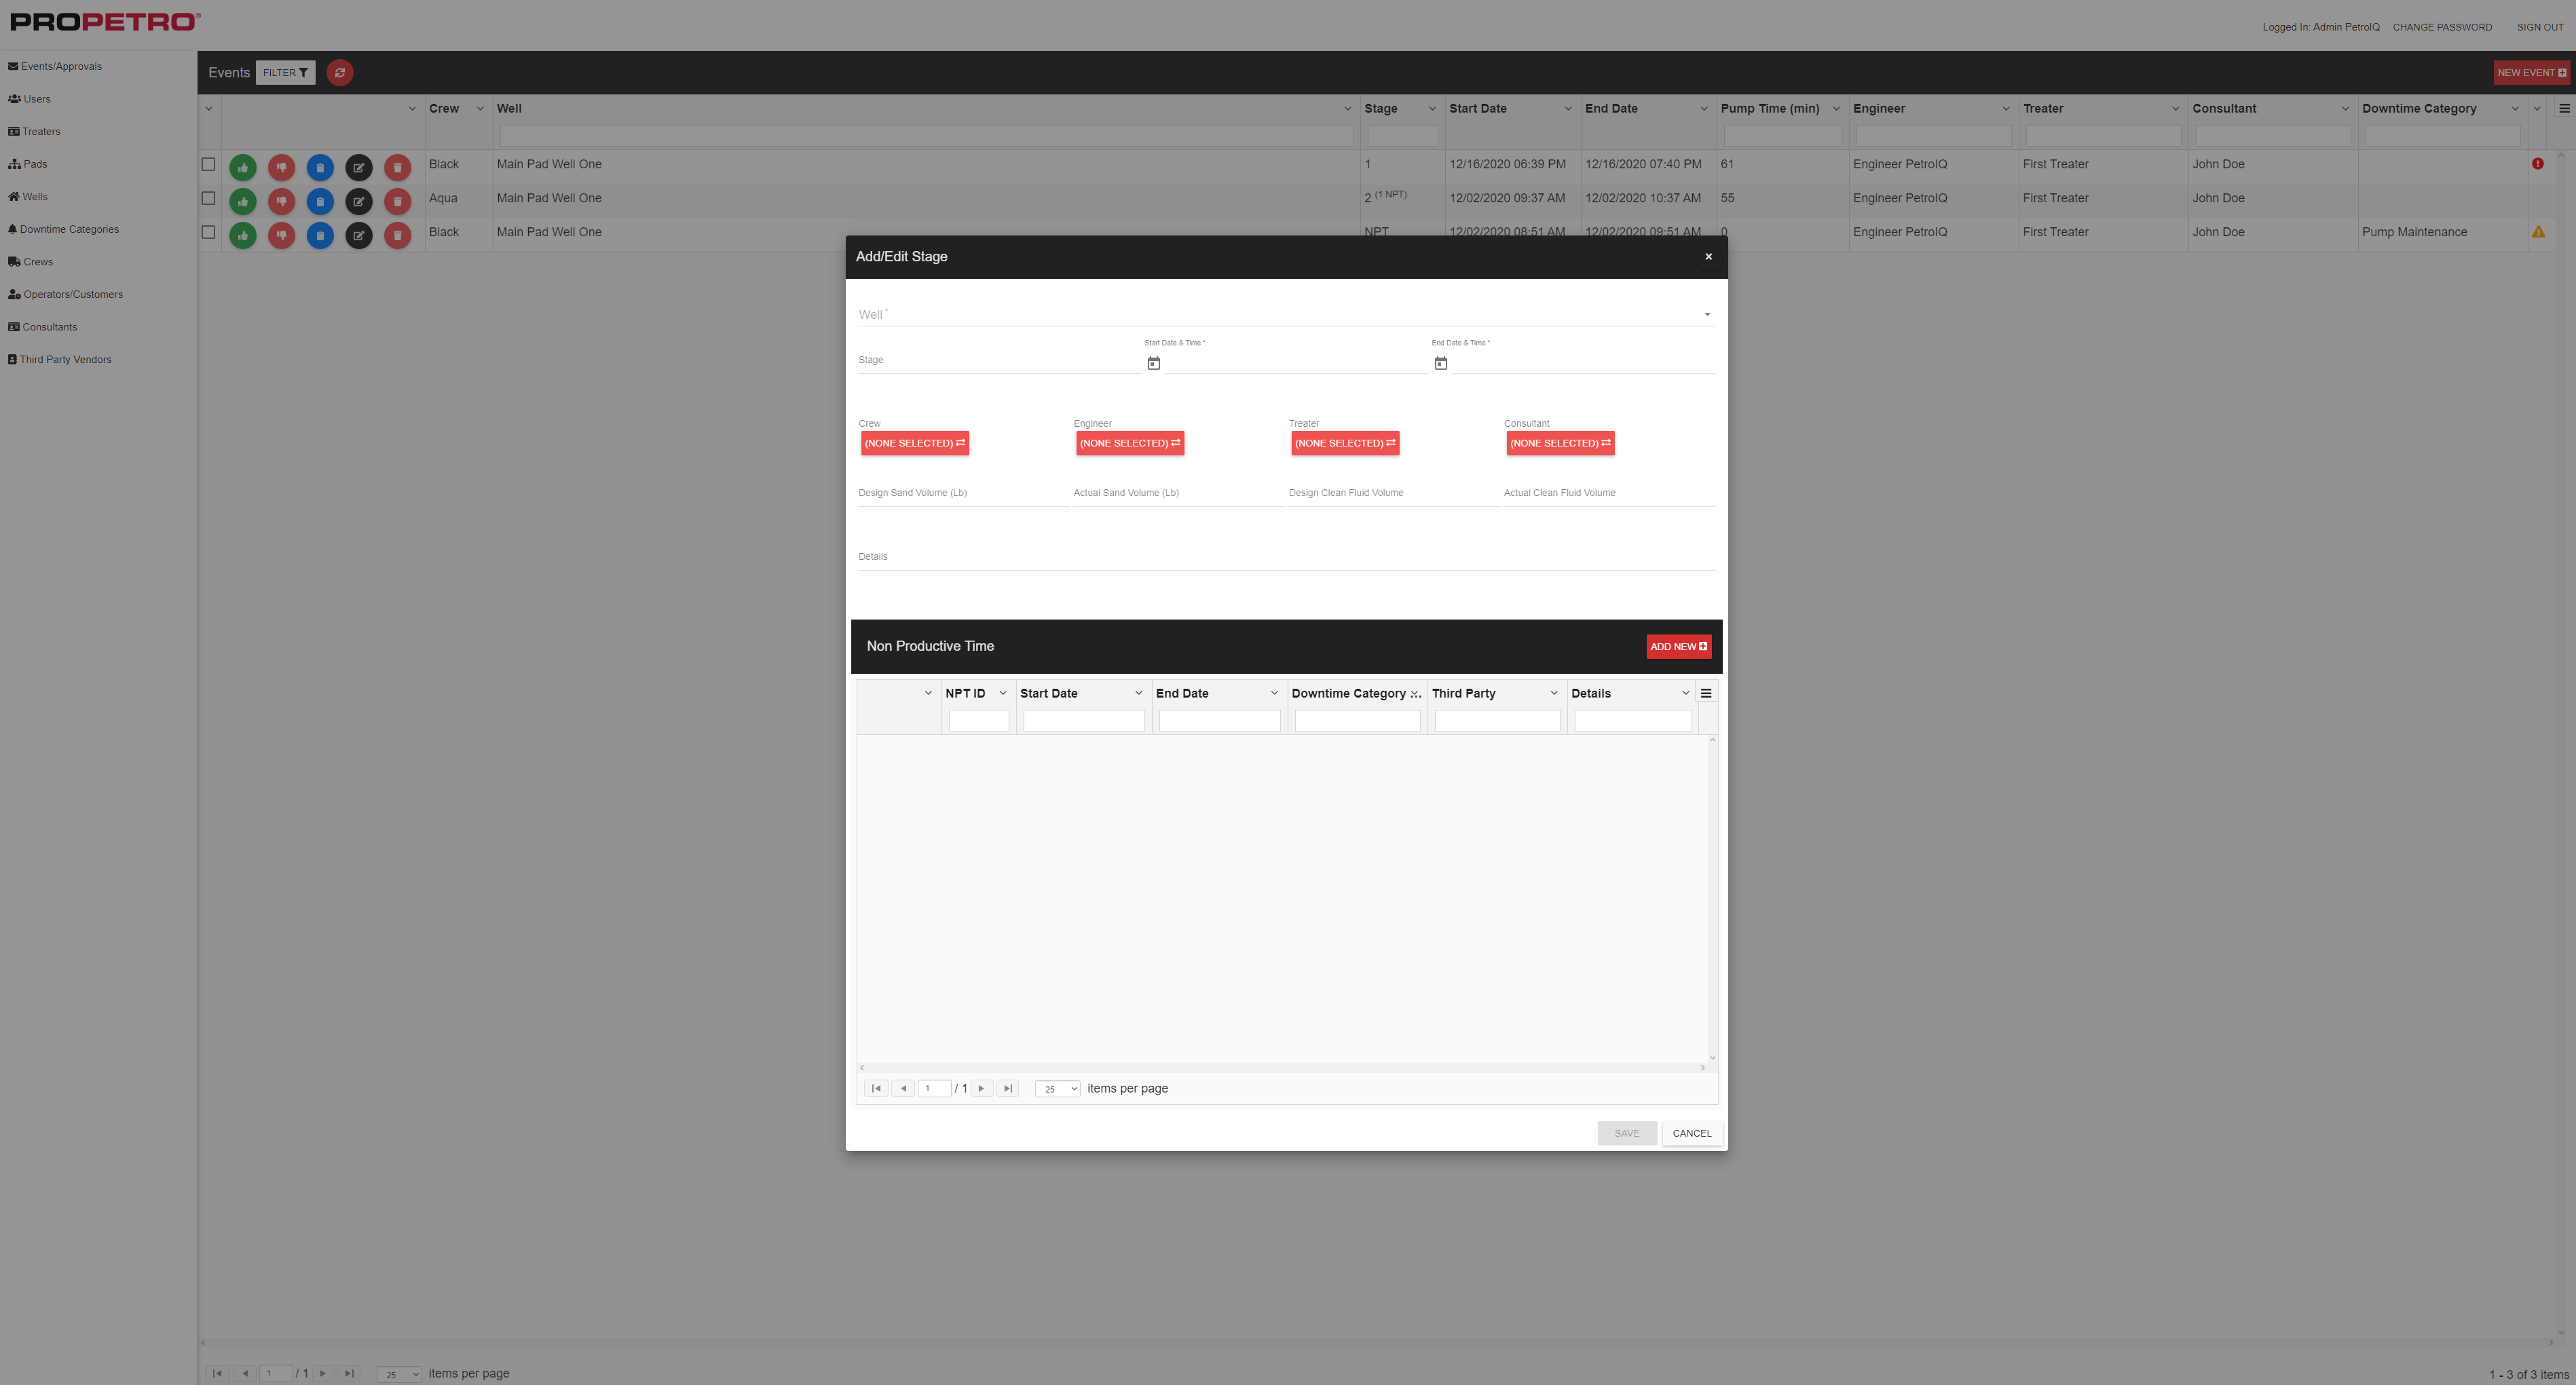 PROPETRO®
Logged In: Admin PetroIQ CHANGE PASSWORD SIGN OUT
Events/Approvals
Users
Treaters
Pads
Wells
Downtime Categories
Crews
Operators/Customers
Consultants
Third Party Vendors
Events FILTER NEW EVENT
Crew Well Stage Start Date End Date Pump Time (min) Engineer Treater Consultant Downtime Category
Black Main Pad Well One 1 12/16/2020 06:39 PM 12/16/2020 07:40 PM 61 Engineer PetroIQ First Treater John Doe
Aqua Main Pad Well One 2 (1 NPT) 12/02/2020 09:37 AM 12/02/2020 10:37 AM 55 Engineer PetroIQ First Treater John Doe
Black Main Pad Well One NPT 12/02/2020 08:51 AM 12/02/2020 09:51 AM 0 Engineer PetroIQ First Treater John Doe Pump Maintenance
Add/Edit Stage ×
Well *
Start Date & Time * End Date & Time *
Stage
Crew Engineer Treater Consultant
(NONE SELECTED) (NONE SELECTED) (NONE SELECTED) (NONE SELECTED)
Design Sand Volume (Lb) Actual Sand Volume (Lb) Design Clean Fluid Volume Actual Clean Fluid Volume
Details
Non Productive Time ADD NEW
NPT ID Start Date End Date Downtime Category ... Third Party Details
1 / 1 25 items per page
SAVE CANCEL
1 / 1 25 items per page 1 - 3 of 3 items